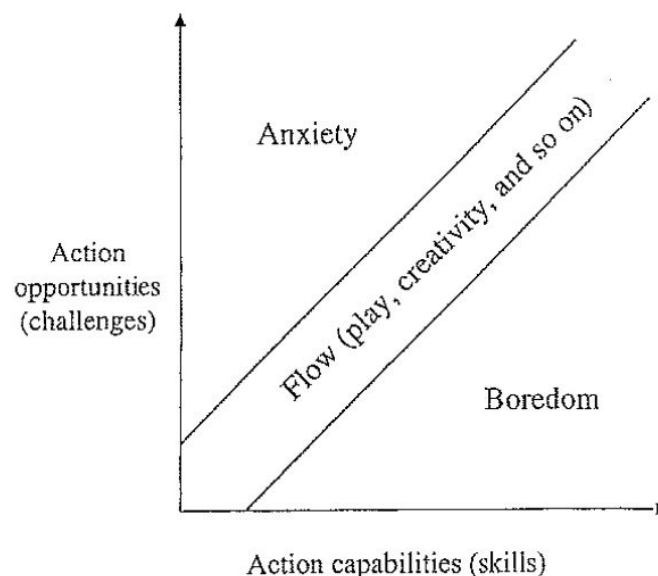 Anxiety
Action
opportunities
(challenges)
Flow (play, creativity, and so on)
Boredom
Action capabilities (skills)